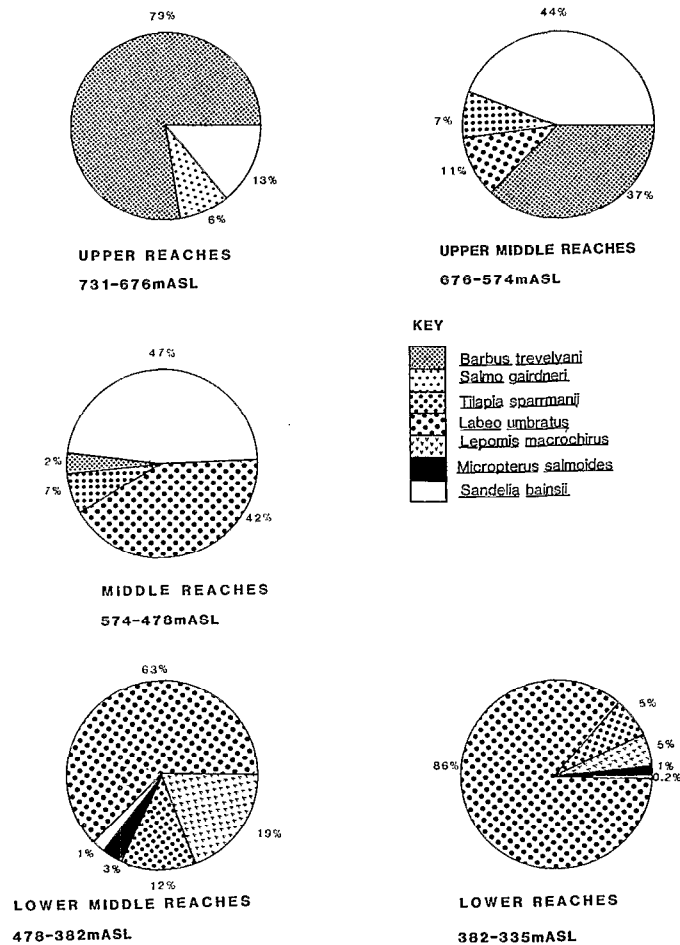 73%
13%
6%
UPPER REACHES
731-676mASL
44%
7%
11%
37%
UPPER MIDDLE REACHES
676-574mASL
KEY
Barbus trevelyani
Salmo gairdneri
Tilapia sparrmanii
Labeo umbratus
Lepomis macrochirus
Micropterus salmoides
Sandelia bainsii
47%
2%
7%
42%
MIDDLE REACHES
574-478mASL
63%
19%
1%
3%
12%
LOWER MIDDLE REACHES
478-382mASL
5%
5%
86%
1%
0.2%
LOWER REACHES
382-335mASL